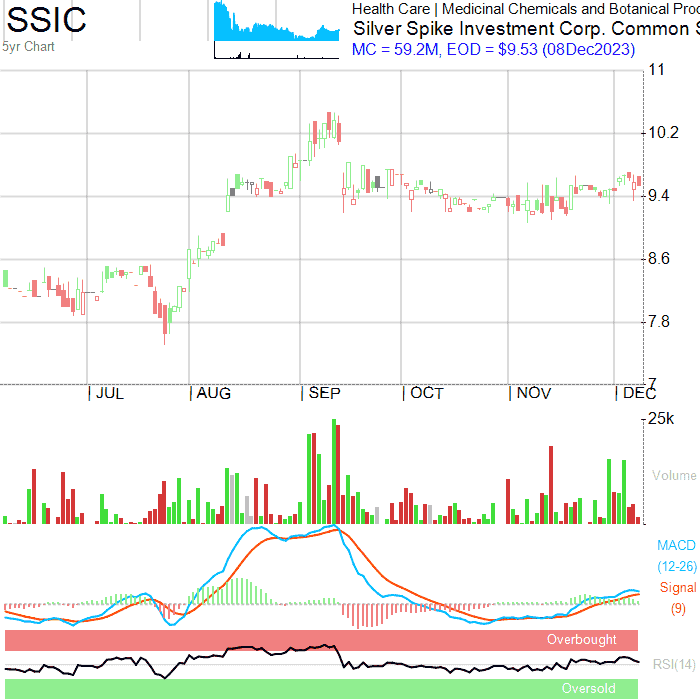 SSIC
5yr Chart
Health Care | Medicinal Chemicals and Botanical Proc
Silver Spike Investment Corp. Common S
MC = 59.2M, EOD = $9.53 (08Dec2023)
11
10.2
9.4
8.6
7.8
7
JUL AUG SEP OCT NOV DEC
25k
Volume
MACD
(12-26)
Signal
(9)
Overbought
RSI(14)
Oversold